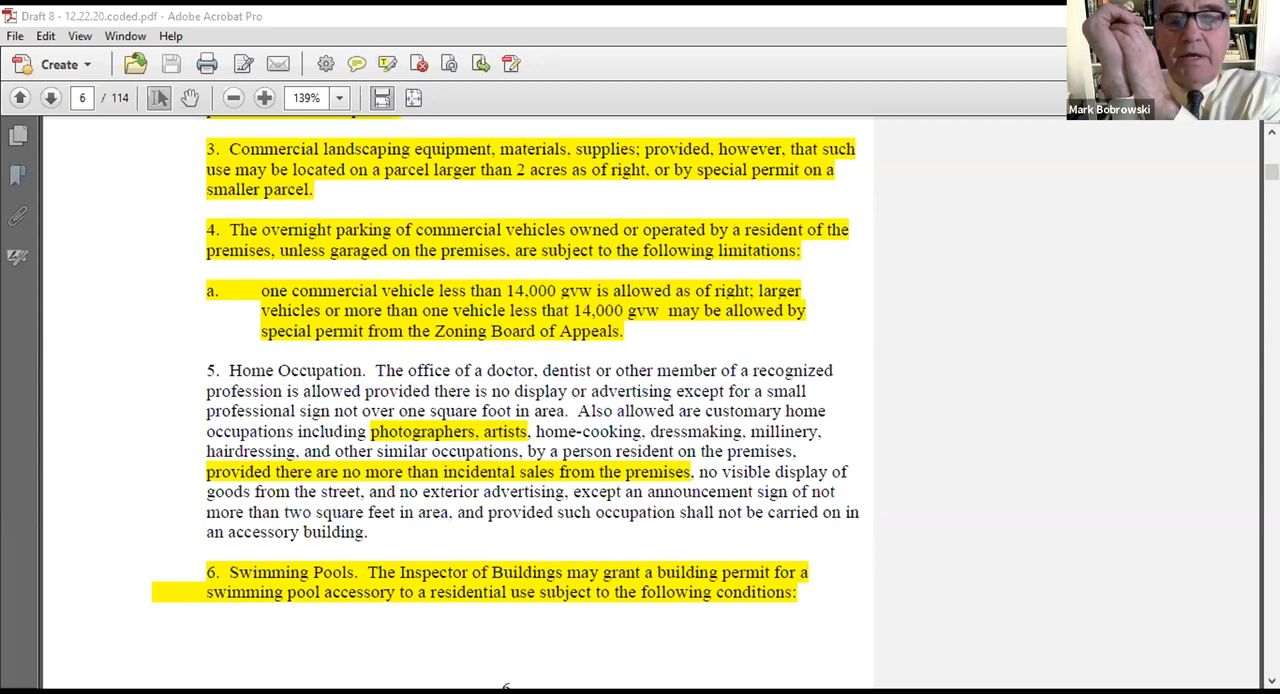 Draft 8 - 12.22.20.coded.pdf - Adobe Acrobat Pro
File Edit View Window Help
Create
6 / 114
139%
Mark Bobrowski
3. Commercial landscaping equipment, materials, supplies; provided, however, that such
use may be located on a parcel larger than 2 acres as of right, or by special permit on a
smaller parcel.
4. The overnight parking of commercial vehicles owned or operated by a resident of the
premises, unless garaged on the premises, are subject to the following limitations:
a. one commercial vehicle less than 14,000 gvw is allowed as of right; larger
vehicles or more than one vehicle less that 14,000 gvw may be allowed by
special permit from the Zoning Board of Appeals.
5. Home Occupation. The office of a doctor, dentist or other member of a recognized
profession is allowed provided there is no display or advertising except for a small
professional sign not over one square foot in area. Also allowed are customary home
occupations including photographers, artists, home-cooking, dressmaking, millinery,
hairdressing, and other similar occupations, by a person resident on the premises,
provided there are no more than incidental sales from the premises, no visible display of
goods from the street, and no exterior advertising, except an announcement sign of not
more than two square feet in area, and provided such occupation shall not be carried on in
an accessory building.
6. Swimming Pools. The Inspector of Buildings may grant a building permit for a
swimming pool accessory to a residential use subject to the following conditions: